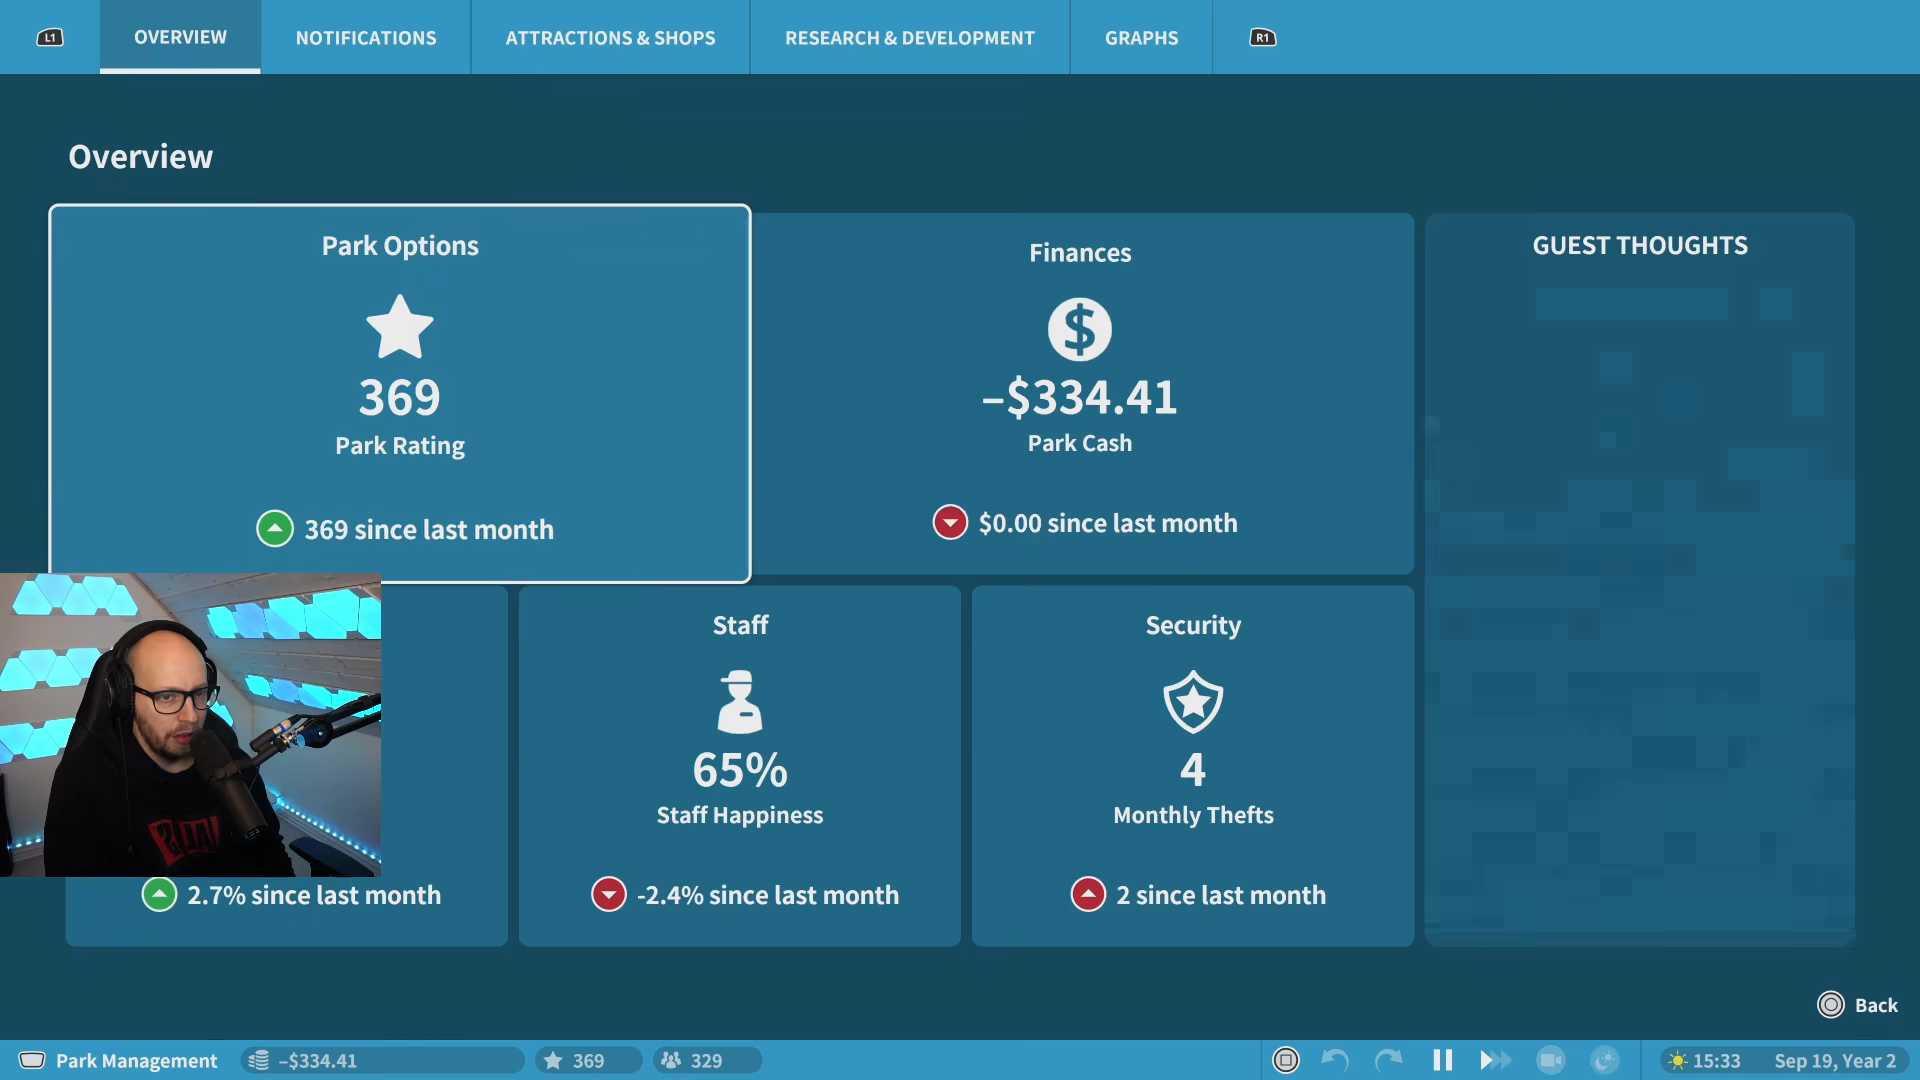 L1
OVERVIEW
NOTIFICATIONS
ATTRACTIONS & SHOPS
RESEARCH & DEVELOPMENT
GRAPHS
R1
Overview
Park Options
369
Park Rating
369 since last month
Finances
$
–$334.41
Park Cash
$0.00 since last month
GUEST THOUGHTS
2.7% since last month
Staff
65%
Staff Happiness
-2.4% since last month
Security
4
Monthly Thefts
2 since last month
Back
Park Management
–$334.41
369
329
15:33
Sep 19, Year 2